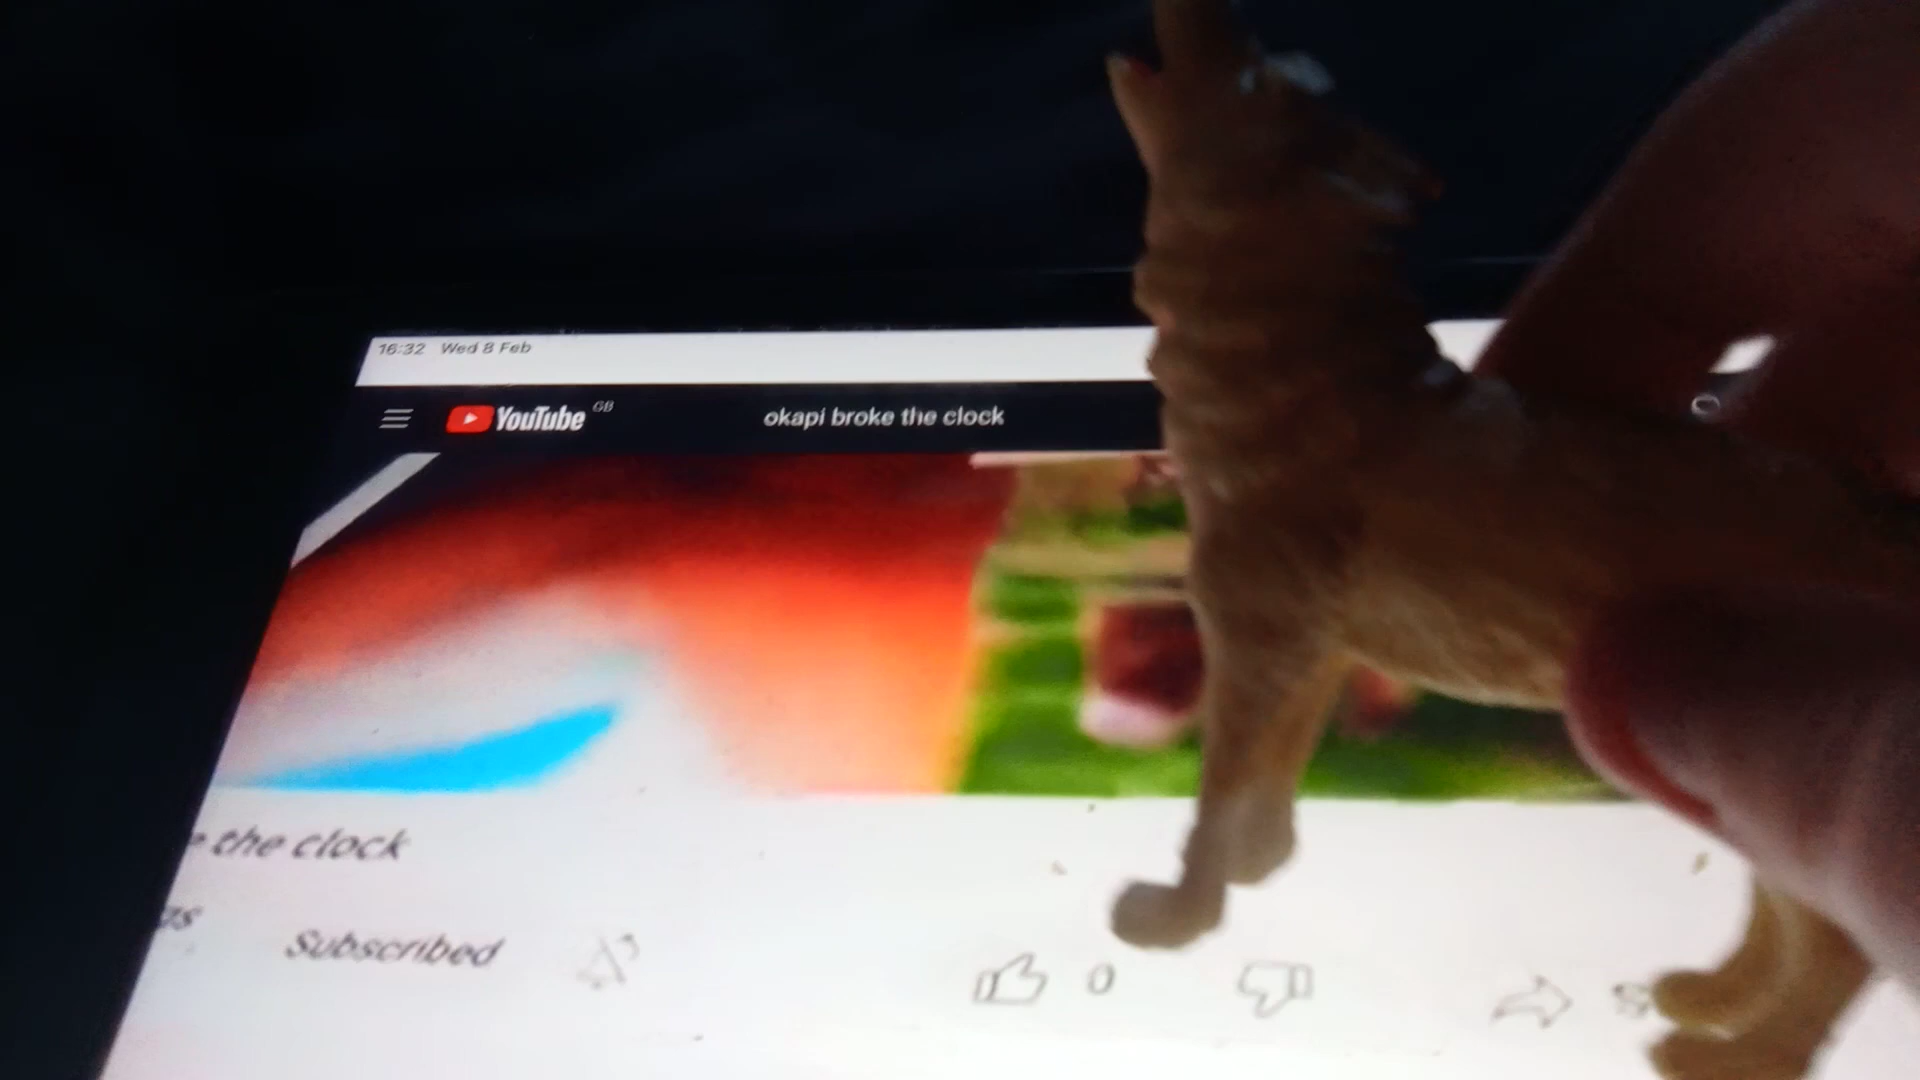 16:32 Wed 8 Feb
YouTube GB
okapi broke the clock
the clock
Subscribed
0